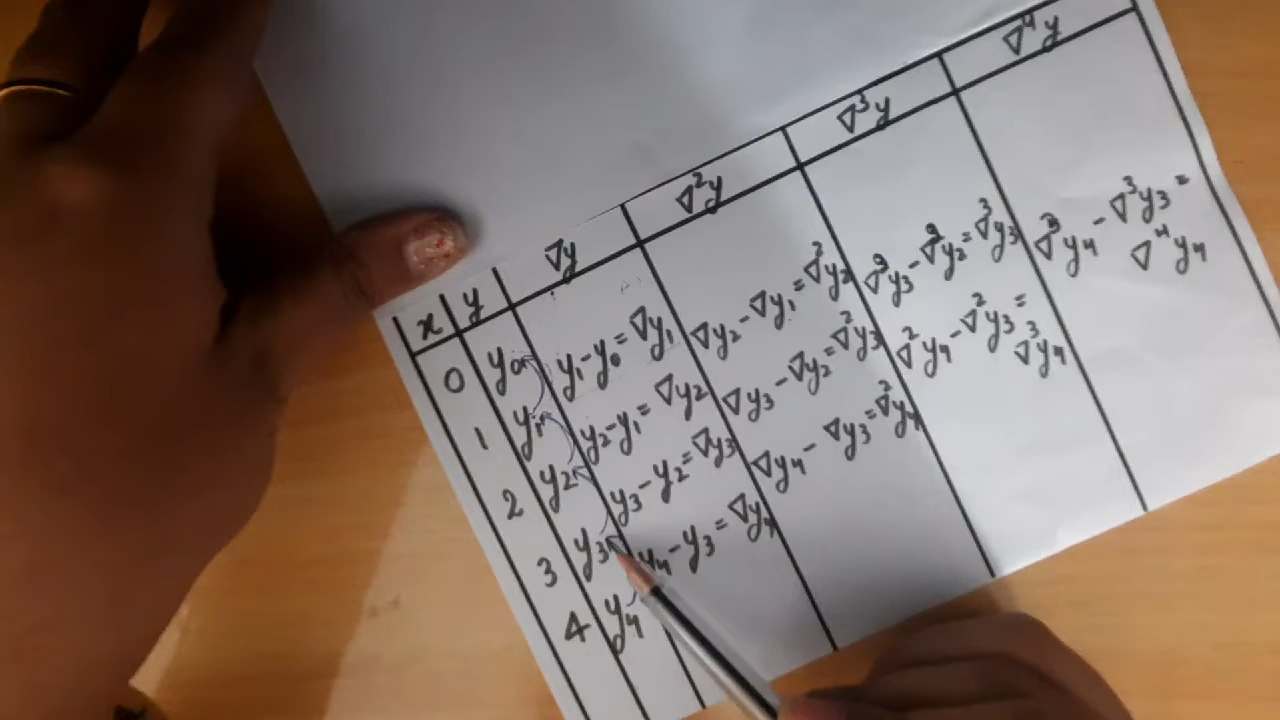 x y ∇y ∇²y ∇³y ∇⁴y
0 y₀ y₁-y₀=∇y₁ ∇y₂-∇y₁=∇²y₂ ∇²y₃-∇²y₂=∇³y₃ ∇³y₄-∇³y₃=
∇⁴y₄
1 y₁ y₂-y₁=∇y₂ ∇y₃-∇y₂=∇²y₃ ∇²y₄-∇²y₃=
∇³y₄
2 y₂ y₃-y₂=∇y₃ ∇y₄-∇y₃=∇²y₄
3 y₃ y₄-y₃=∇y₄
4 y₄